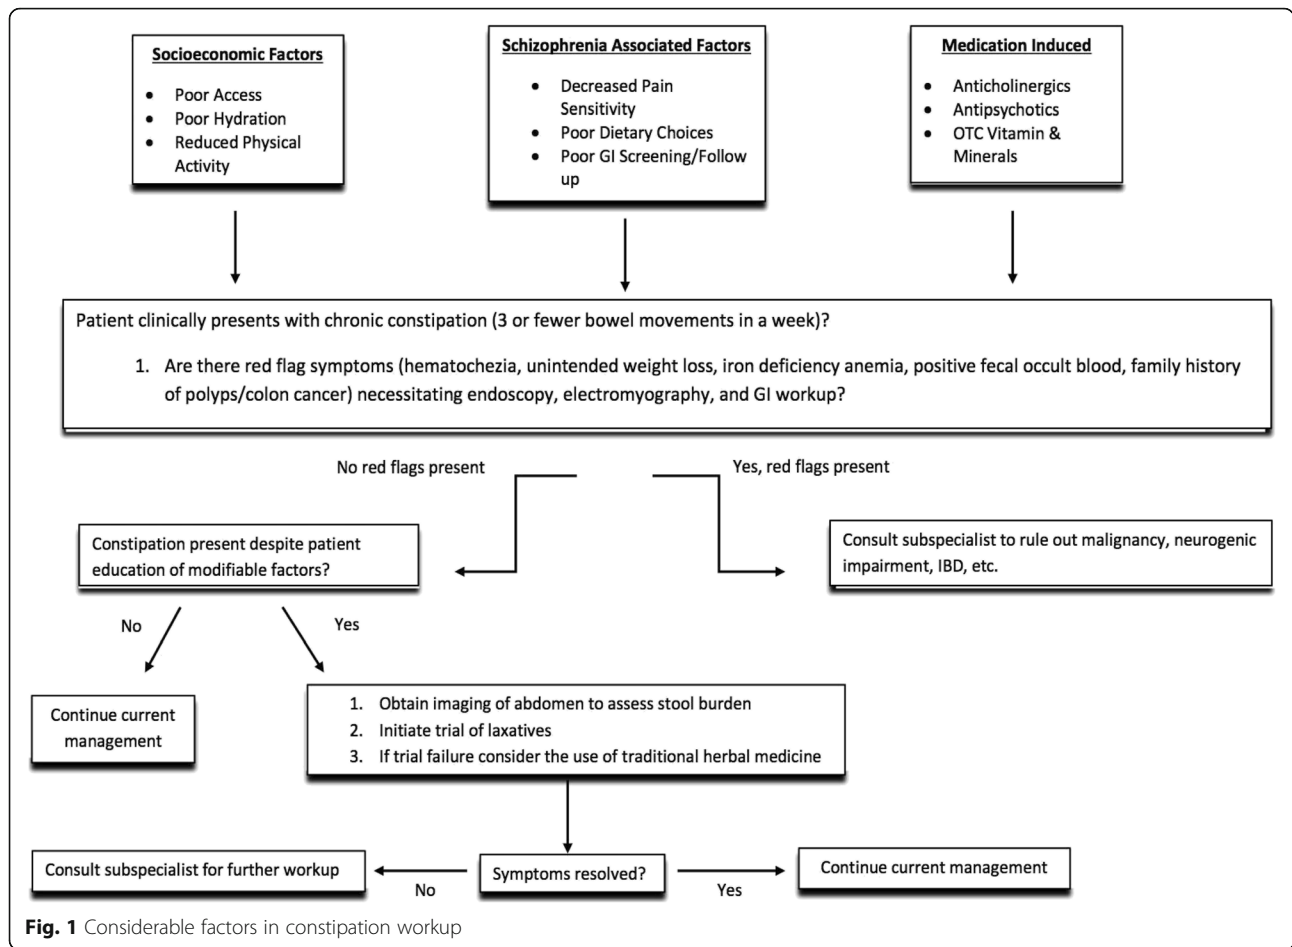 Socioeconomic Factors
• Poor Access
• Poor Hydration
• Reduced Physical
Activity
Schizophrenia Associated Factors
• Decreased Pain
Sensitivity
• Poor Dietary Choices
• Poor GI Screening/Follow
up
Medication Induced
• Anticholinergics
• Antipsychotics
• OTC Vitamin &
Minerals
Patient clinically presents with chronic constipation (3 or fewer bowel movements in a week)?
1. Are there red flag symptoms (hematochezia, unintended weight loss, iron deficiency anemia, positive fecal occult blood, family history
of polyps/colon cancer) necessitating endoscopy, electromyography, and GI workup?
No red flags present
Yes, red flags present
Constipation present despite patient
education of modifiable factors?
Consult subspecialist to rule out malignancy, neurogenic
impairment, IBD, etc.
No
Yes
Continue current
management
1. Obtain imaging of abdomen to assess stool burden
2. Initiate trial of laxatives
3. If trial failure consider the use of traditional herbal medicine
Consult subspecialist for further workup
No
Symptoms resolved?
Yes
Continue current management
Fig. 1 Considerable factors in constipation workup